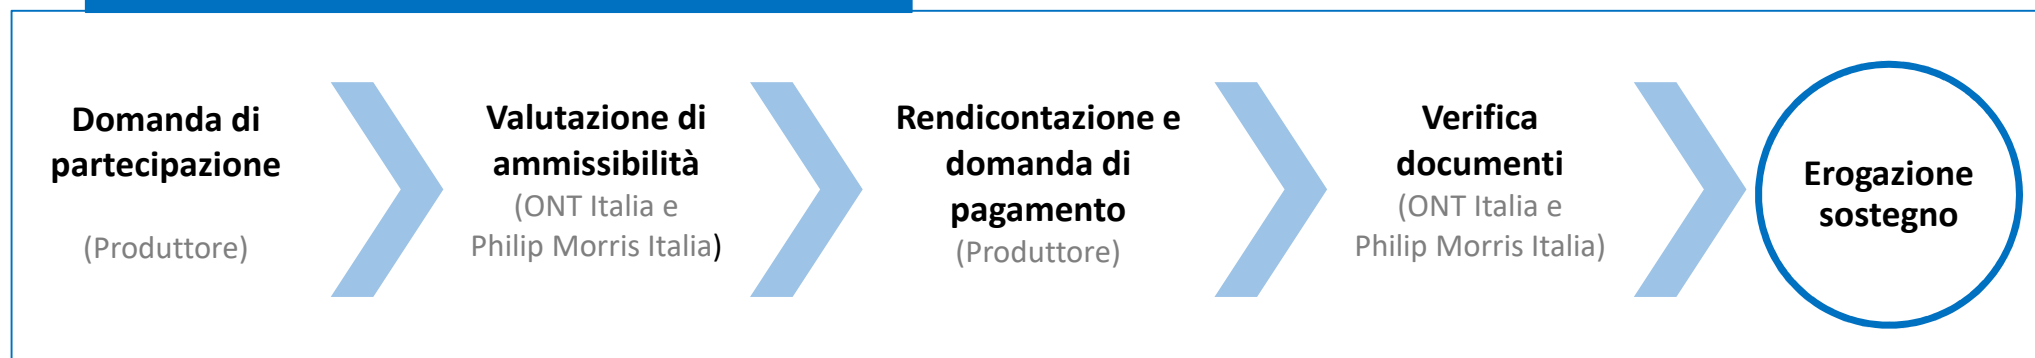 Domanda di
partecipazione
(Produttore)
Valutazione di
ammissibilità
(ONT Italia e
Philip Morris Italia)
Rendicontazione e
domanda di
pagamento
(Produttore)
Verifica
documenti
(ONT Italia e
Philip Morris Italia)
Erogazione
sostegno